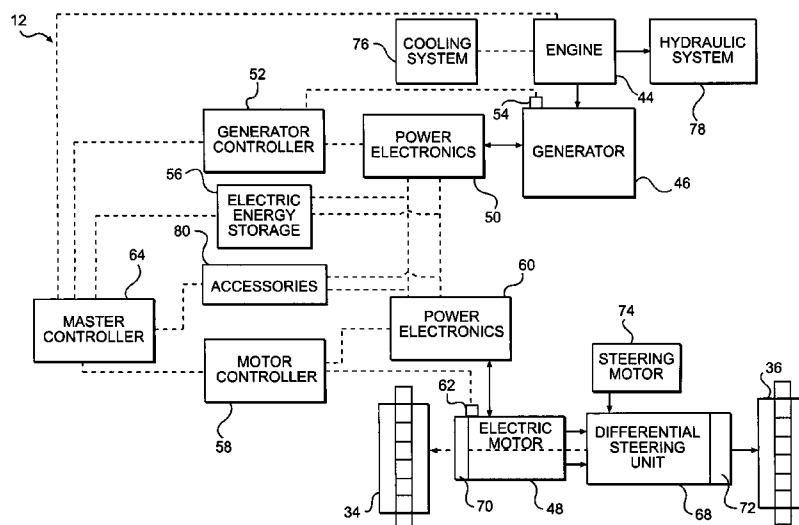 12
76
COOLING
SYSTEM
ENGINE
HYDRAULIC
SYSTEM
44
78
52
54
GENERATOR
CONTROLLER
POWER
ELECTRONICS
GENERATOR
50
46
56
ELECTRIC
ENERGY
STORAGE
80
ACCESSORIES
64
60
MASTER
CONTROLLER
POWER
ELECTRONICS
74
STEERING
MOTOR
MOTOR
CONTROLLER
58
62
36
ELECTRIC
MOTOR
DIFFERENTIAL
STEERING
UNIT
34
70
48
68
72